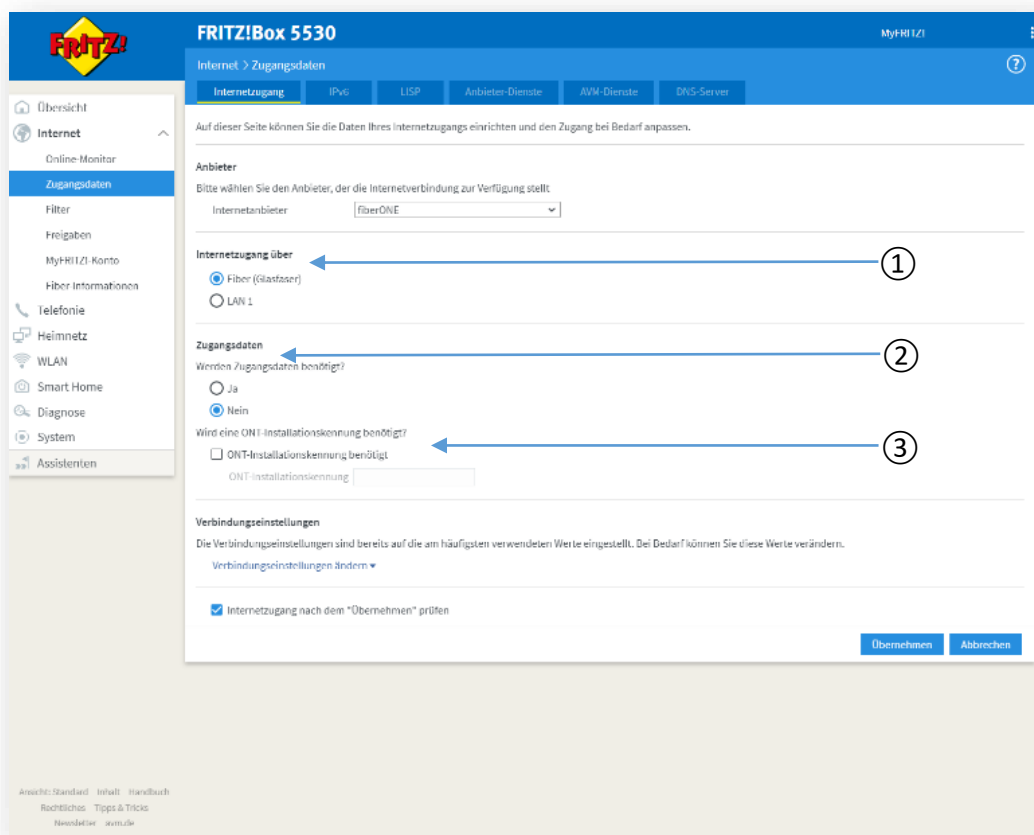 FRITZ!
FRITZ!Box 5530
MyFRITZ!
Internet > Zugangsdaten
?
Internetzugang IPv6 LISP Anbieter-Dienste AVM-Dienste DNS-Server
Übersicht
Internet
Online-Monitor
Zugangsdaten
Filter
Freigaben
MyFRITZ!-Konto
Fiber Informationen
Telefonie
Heimnetz
WLAN
Smart Home
Diagnose
System
Assistenten
Ansicht: Standard Inhalt Handbuch
Rechtliches Tipps & Tricks
Newsletter avm.de
Auf dieser Seite können Sie die Daten Ihres Internetzugangs einrichten und den Zugang bei Bedarf anpassen.
Anbieter
Bitte wählen Sie den Anbieter, der die Internetverbindung zur Verfügung stellt
Internetanbieter fiberONE
Internetzugang über
①
Fiber (Glasfaser)
LAN 1
Zugangsdaten
②
Werden Zugangsdaten benötigt?
Ja
Nein
Wird eine ONT-Installationskennung benötigt?
③
ONT-Installationskennung benötigt
ONT-Installationskennung
Verbindungseinstellungen
Die Verbindungseinstellungen sind bereits auf die am häufigsten verwendeten Werte eingestellt. Bei Bedarf können Sie diese Werte verändern.
Verbindungseinstellungen ändern
Internetzugang nach dem "Übernehmen" prüfen
Übernehmen Abbrechen